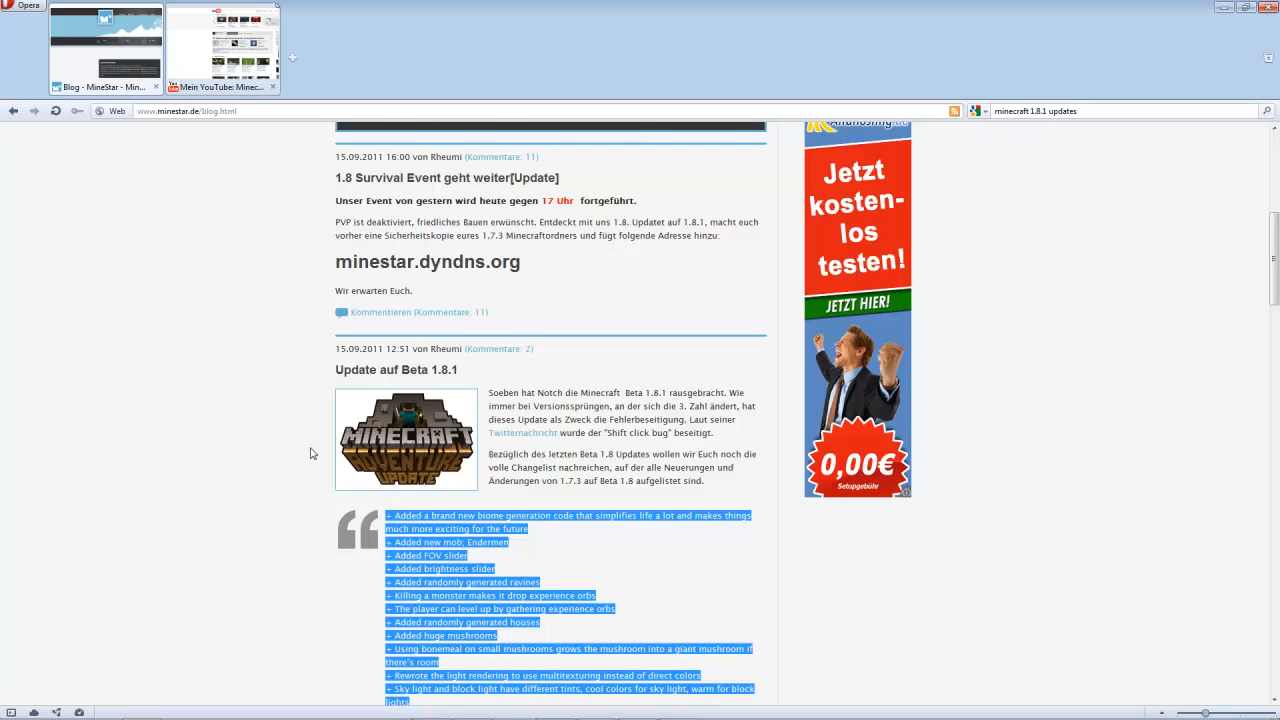 Opera
Blog - MineStar - Min...
Mein YouTube: Minec...
Web
www.minestar.de/blog.html
minecraft 1.8.1 updates
15.09.2011 16:00 von Rheumi (Kommentare: 11)
1.8 Survival Event geht weiter[Update]
Unser Event von gestern wird heute gegen 17 Uhr fortgeführt.
PVP ist deaktiviert, friedliches Bauen erwünscht. Entdeckt mit uns 1.8. Updatet auf 1.8.1, macht euch
vorher eine Sicherheitskopie eures 1.7.3 Minecraftordners und fügt folgende Adresse hinzu:
minestar.dyndns.org
Wir erwarten Euch.
Kommentieren (Kommentare: 11)
15.09.2011 12:51 von Rheumi (Kommentare: 2)
Update auf Beta 1.8.1
MINECRAFT
ADVENTURE
UPDATE
Soeben hat Notch die Minecraft Beta 1.8.1 rausgebracht. Wie
immer bei Versionssprüngen, an der sich die 3. Zahl ändert, hat
dieses Update als Zweck die Fehlerbeseitigung. Laut seiner
Twitternachricht wurde der "Shift click bug" beseitigt.
Bezüglich des letzten Beta 1.8 Updates wollen wir Euch noch die
volle Changelist nachreichen, auf der alle Neuerungen und
Änderungen von 1.7.3 auf Beta 1.8 aufgelistet sind.
+ Added a brand new biome generation code that simplifies life a lot and makes things
much more exciting for the future
+ Added new mob; Endermen
+ Added FOV slider
+ Added brightness slider
+ Added randomly generated ravines
+ Killing a monster makes it drop experience orbs
+ The player can level up by gathering experience orbs
+ Added randomly generated houses
+ Added huge mushrooms
+ Using bonemeal on small mushrooms grows the mushroom into a giant mushroom if
there's room
+ Rewrote the light rendering to use multitexturing instead of direct colors
+ Sky light and block light have different tints, cool colors for sky light, warm for block
lights
Jetzt
kosten-
los
testen!
JETZT HIER!
0,00€
Setupgebühr